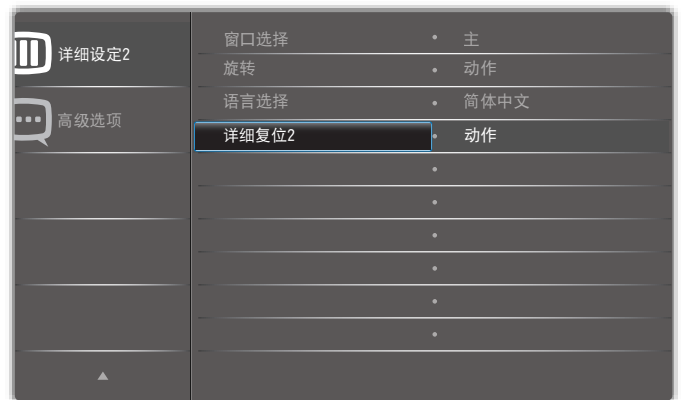 详细设定2
高级选项
窗口选择 主
旋转 动作
语言选择 简体中文
详细复位2 动作